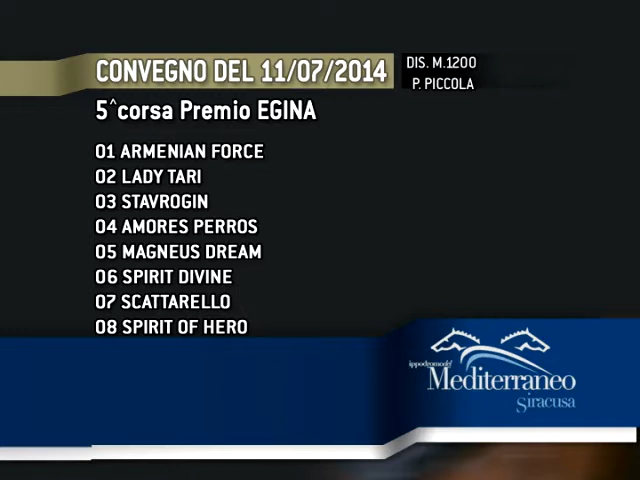 CONVEGNO DEL 11/07/2014
DIS. M.1200
P. PICCOLA
5^corsa Premio EGINA
01 ARMENIAN FORCE
02 LADY TARI
03 STAVROGIN
04 AMORES PERROS
05 MAGNEUS DREAM
06 SPIRIT DIVINE
07 SCATTARELLO
08 SPIRIT OF HERO
ippodromo del
Mediterraneo
Siracusa